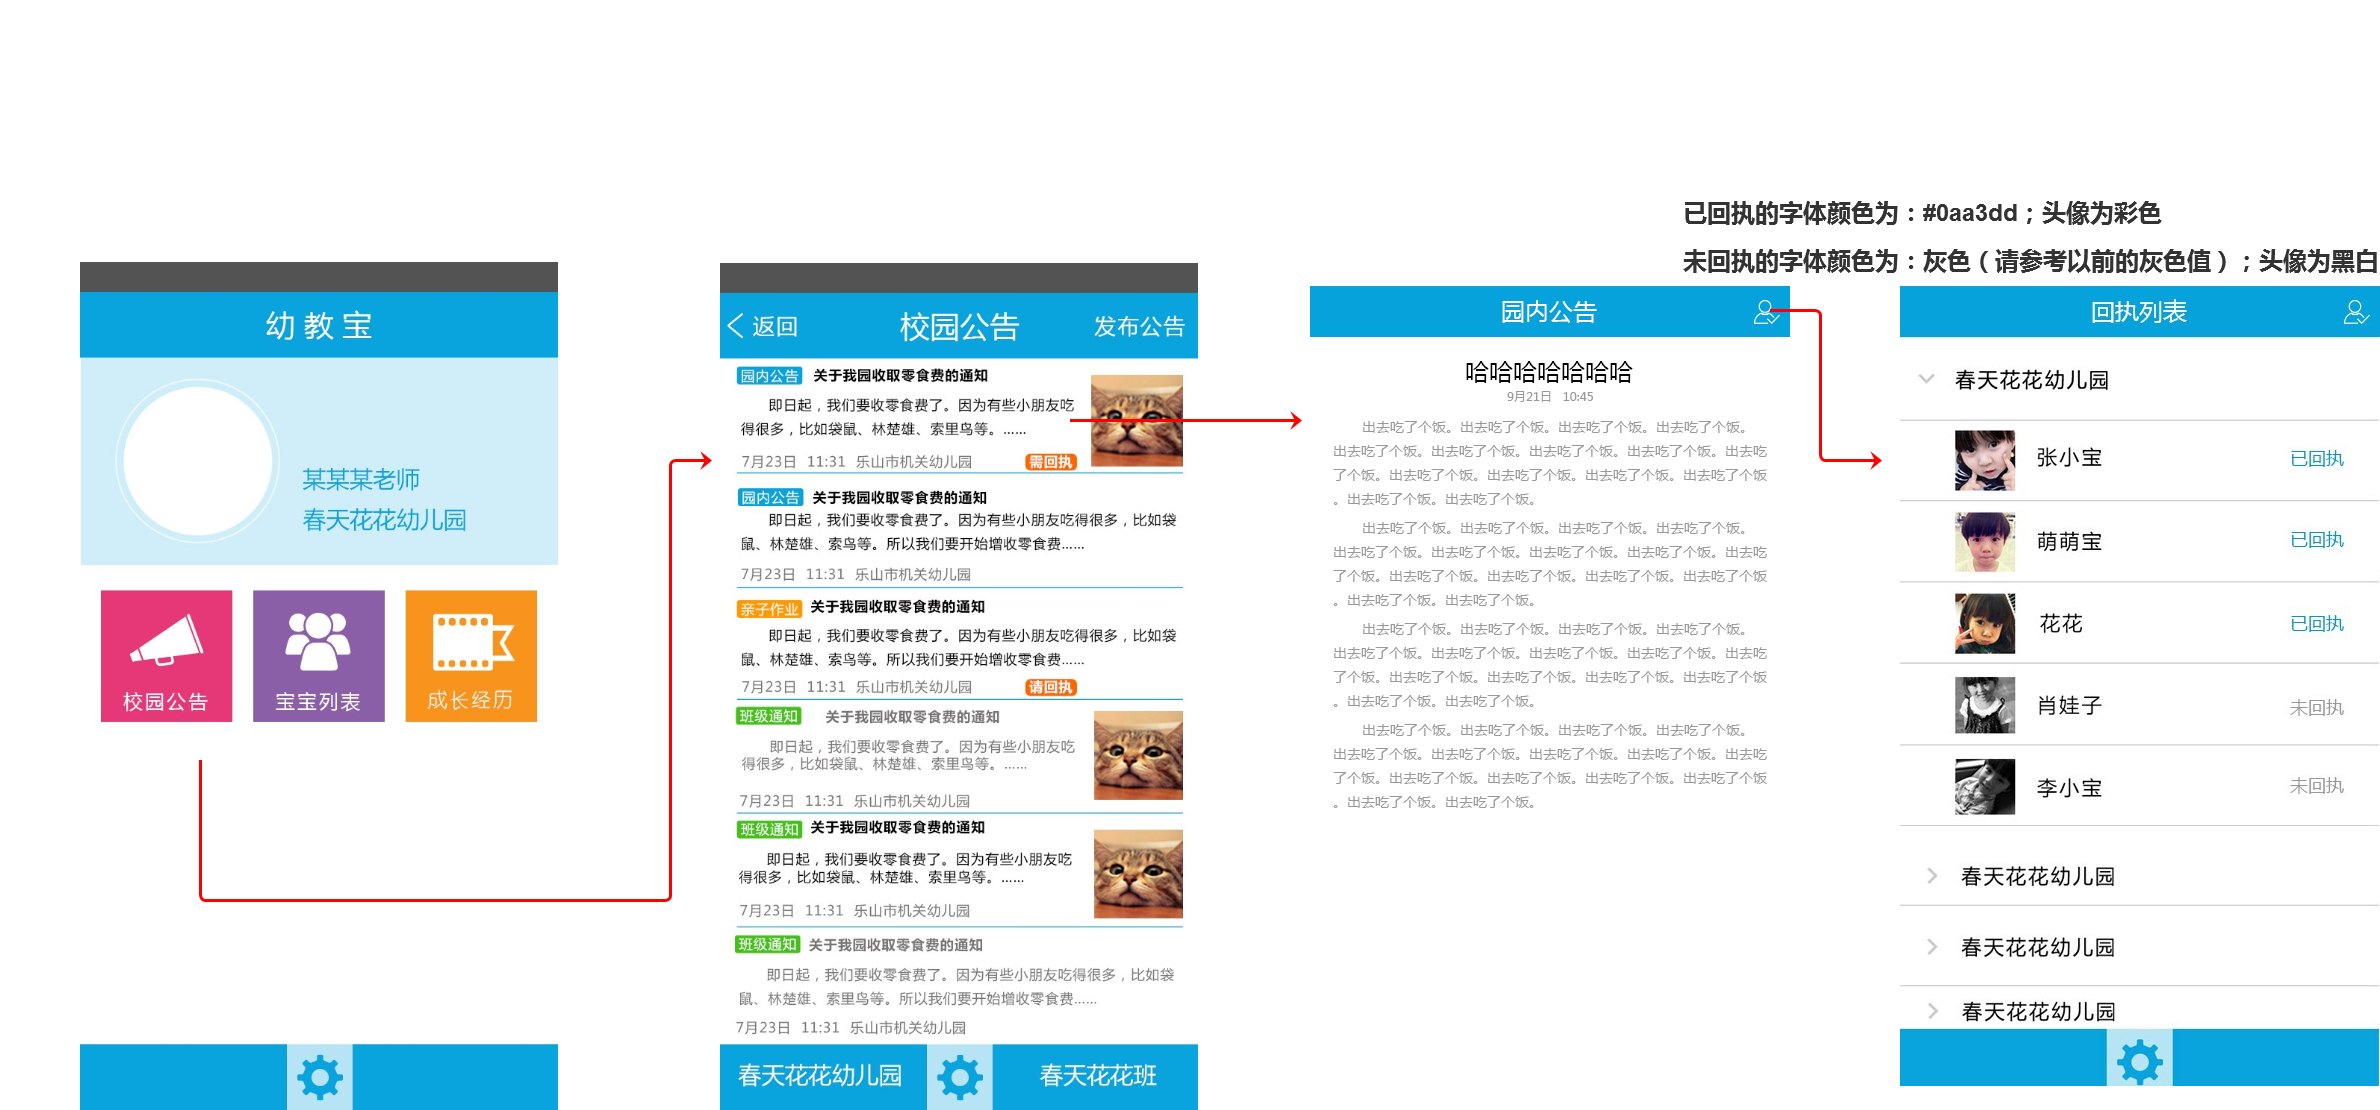 已回执的字体颜色为：#0aa3dd；头像为彩色
未回执的字体颜色为：灰色（请参考以前的灰色值）；头像为黑白
幼教宝
某某某老师
春天花花幼儿园
校园公告
宝宝列表
成长经历
返回
校园公告
发布公告
园内公告 关于我园收取零食费的通知
即日起，我们要收零食费了。因为有些小朋友吃
得很多，比如袋鼠、林楚雄、索里鸟等。......
7月23日 11:31 乐山市机关幼儿园 需回执
园内公告 关于我园收取零食费的通知
即日起，我们要收零食费了。因为有些小朋友吃得很多，比如袋
鼠、林楚雄、索鸟等。所以我们要开始增收零食费......
7月23日 11:31 乐山市机关幼儿园
亲子作业 关于我园收取零食费的通知
即日起，我们要收零食费了。因为有些小朋友吃得很多，比如袋
鼠、林楚雄、索鸟等。所以我们要开始增收零食费......
7月23日 11:31 乐山市机关幼儿园 请回执
班级通知 关于我园收取零食费的通知
即日起，我们要收零食费了。因为有些小朋友吃
得很多，比如袋鼠、林楚雄、索里鸟等。......
7月23日 11:31 乐山市机关幼儿园
班级通知 关于我园收取零食费的通知
即日起，我们要收零食费了。因为有些小朋友吃
得很多，比如袋鼠、林楚雄、索里鸟等。......
7月23日 11:31 乐山市机关幼儿园
班级通知 关于我园收取零食费的通知
即日起，我们要收零食费了。因为有些小朋友吃得很多，比如袋
鼠、林楚雄、索里鸟等。所以我们要开始增收零食费......
7月23日 11:31 乐山市机关幼儿园
春天花花幼儿园
春天花花班
园内公告
哈哈哈哈哈哈哈
9月21日 10:45
出去吃了个饭。出去吃了个饭。出去吃了个饭。出去吃了个饭。
出去吃了个饭。出去吃了个饭。出去吃了个饭。出去吃了个饭。出去吃
了个饭。出去吃了个饭。出去吃了个饭。出去吃了个饭。出去吃了个饭
。出去吃了个饭。出去吃了个饭。
出去吃了个饭。出去吃了个饭。出去吃了个饭。出去吃了个饭。
出去吃了个饭。出去吃了个饭。出去吃了个饭。出去吃了个饭。出去吃
了个饭。出去吃了个饭。出去吃了个饭。出去吃了个饭。出去吃了个饭
。出去吃了个饭。出去吃了个饭。
出去吃了个饭。出去吃了个饭。出去吃了个饭。出去吃了个饭。
出去吃了个饭。出去吃了个饭。出去吃了个饭。出去吃了个饭。出去吃
了个饭。出去吃了个饭。出去吃了个饭。出去吃了个饭。出去吃了个饭
。出去吃了个饭。出去吃了个饭。
出去吃了个饭。出去吃了个饭。出去吃了个饭。出去吃了个饭。
出去吃了个饭。出去吃了个饭。出去吃了个饭。出去吃了个饭。出去吃
了个饭。出去吃了个饭。出去吃了个饭。出去吃了个饭。出去吃了个饭
。出去吃了个饭。出去吃了个饭。
回执列表
春天花花幼儿园
张小宝 已回执
萌萌宝 已回执
花花 已回执
肖娃子 未回执
李小宝 未回执
春天花花幼儿园
春天花花幼儿园
春天花花幼儿园